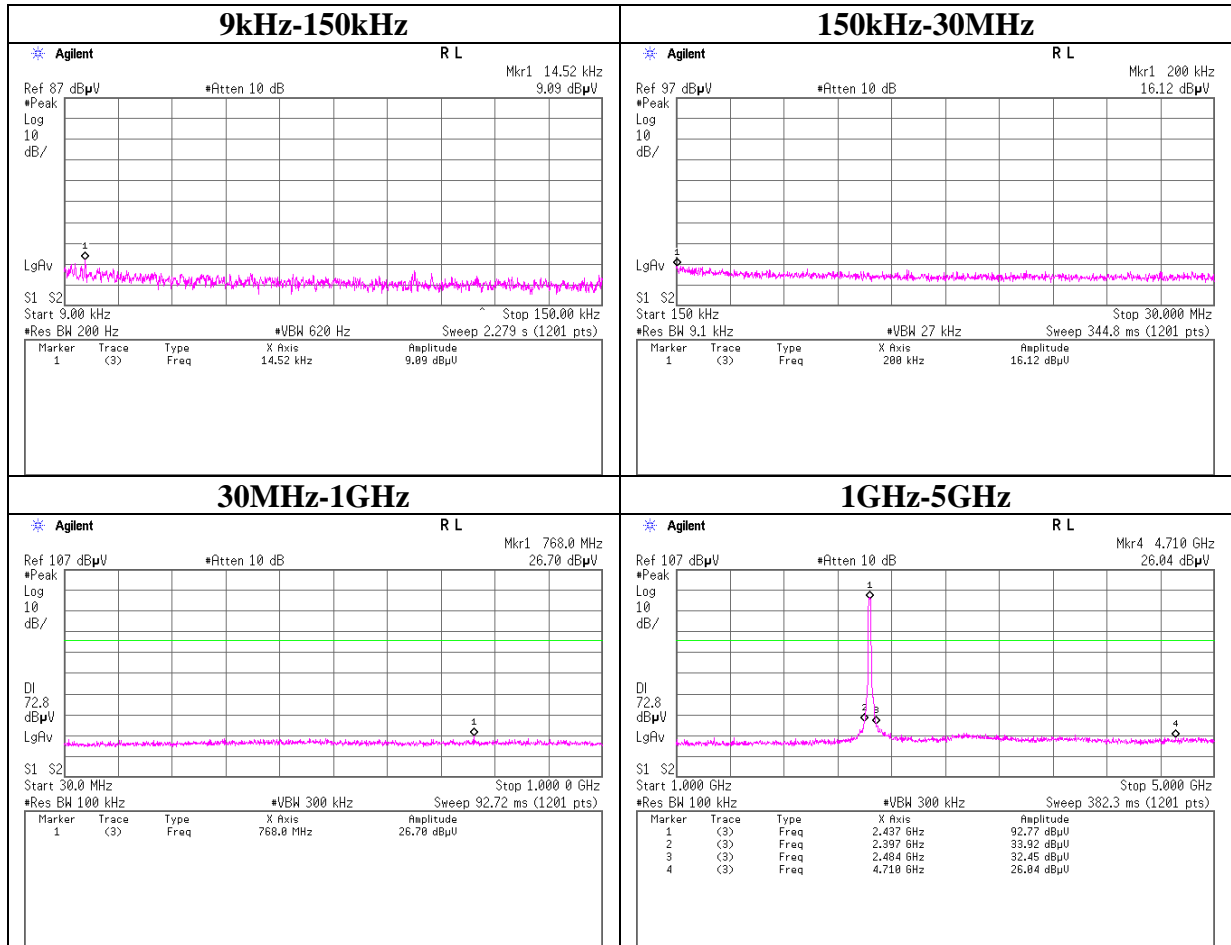 9kHz-150kHz
Agilent R L
Mkr1 14.52 kHz
Ref 87 dBµV #Atten 10 dB 9.09 dBµV
#Peak
Log
10
dB/
1
LgAv
S1 S2
Start 9.00 kHz ^ Stop 150.00 kHz
#Res BW 200 Hz #VBW 620 Hz Sweep 2.279 s (1201 pts)
Marker Trace Type X Axis Amplitude
1 (3) Freq 14.52 kHz 9.09 dBµV
150kHz-30MHz
Agilent R L
Mkr1 200 kHz
Ref 97 dBµV #Atten 10 dB 16.12 dBµV
#Peak
Log
10
dB/
1
LgAv
S1 S2
Start 150 kHz Stop 30.000 MHz
#Res BW 9.1 kHz #VBW 27 kHz Sweep 344.8 ms (1201 pts)
Marker Trace Type X Axis Amplitude
1 (3) Freq 200 kHz 16.12 dBµV
30MHz-1GHz
Agilent R L
Mkr1 768.0 MHz
Ref 107 dBµV #Atten 10 dB 26.70 dBµV
#Peak
Log
10
dB/
DI
72.8
dBµV
1
LgAv
S1 S2
Start 30.0 MHz Stop 1.000 0 GHz
#Res BW 100 kHz #VBW 300 kHz Sweep 92.72 ms (1201 pts)
Marker Trace Type X Axis Amplitude
1 (3) Freq 768.0 MHz 26.70 dBµV
1GHz-5GHz
Agilent R L
Mkr4 4.710 GHz
Ref 107 dBµV #Atten 10 dB 26.04 dBµV
#Peak
1
Log
10
dB/
DI
72.8
2 3
dBµV
4
LgAv
S1 S2
Start 1.000 GHz Stop 5.000 GHz
#Res BW 100 kHz #VBW 300 kHz Sweep 382.3 ms (1201 pts)
Marker Trace Type X Axis Amplitude
1 (3) Freq 2.437 GHz 92.77 dBµV
2 (3) Freq 2.397 GHz 33.92 dBµV
3 (3) Freq 2.484 GHz 32.45 dBµV
4 (3) Freq 4.710 GHz 26.04 dBµV